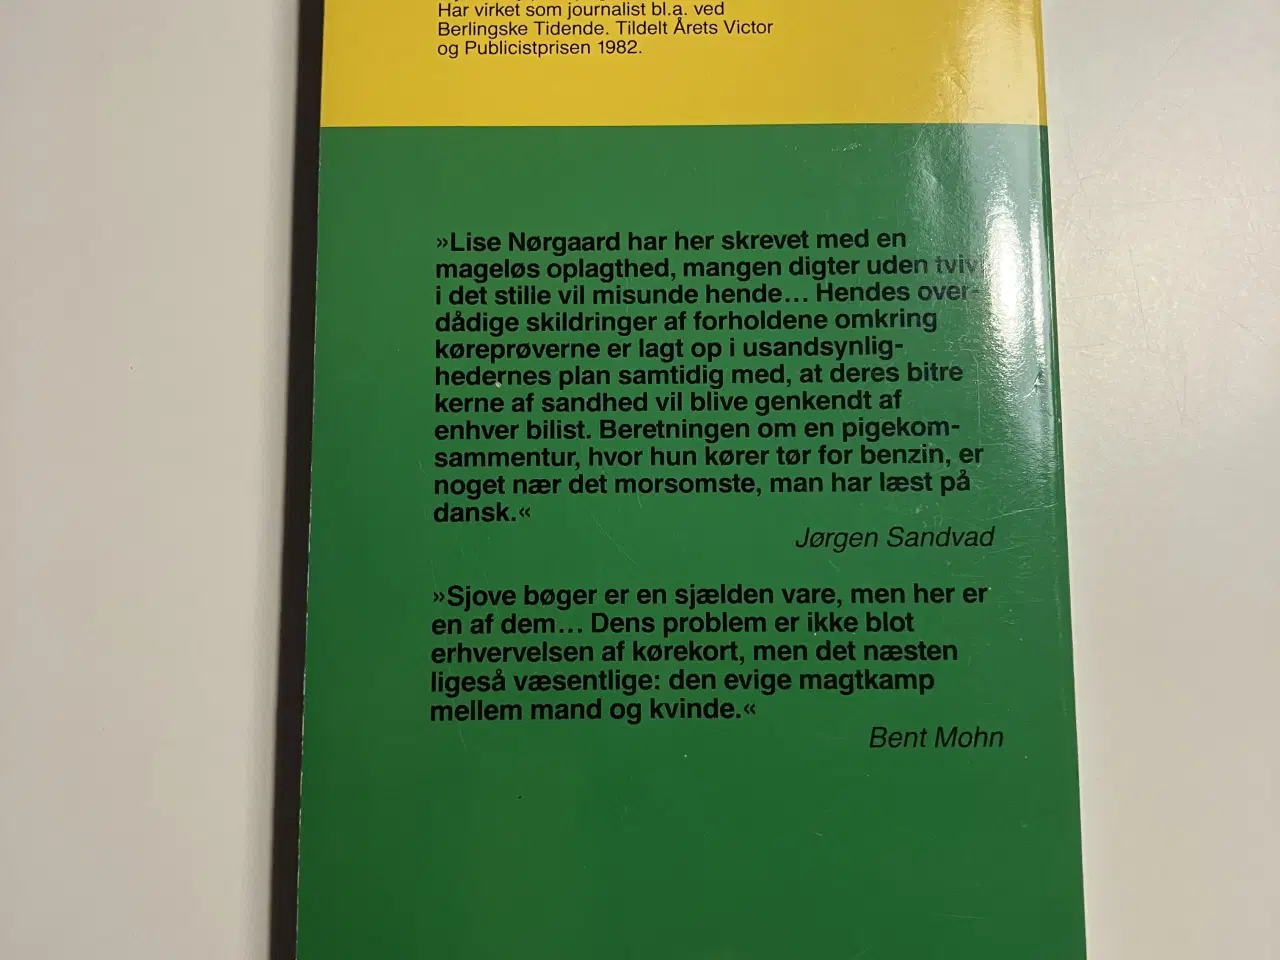 Har virket som journalist bl.a. ved
Berlingske Tidende. Tildelt Årets Victor
og Publicistprisen 1982.
»Lise Nørgaard har her skrevet med en
mageløs oplagthed, mangen digter uden tvivl
i det stille vil misunde hende... Hendes over-
dådige skildringer af forholdene omkring
køreprøverne er lagt op i usandsynlig-
hedernes plan samtidig med, at deres bitre
kerne af sandhed vil blive genkendt af
enhver bilist. Beretningen om en pigekom-
sammentur, hvor hun kører tør for benzin, er
noget nær det morsomste, man har læst på
dansk.«
Jørgen Sandvad
»Sjove bøger er en sjælden vare, men her er
en af dem... Dens problem er ikke blot
erhvervelsen af kørekort, men det næsten
ligeså væsentlige: den evige magtkamp
mellem mand og kvinde.«
Bent Mohn